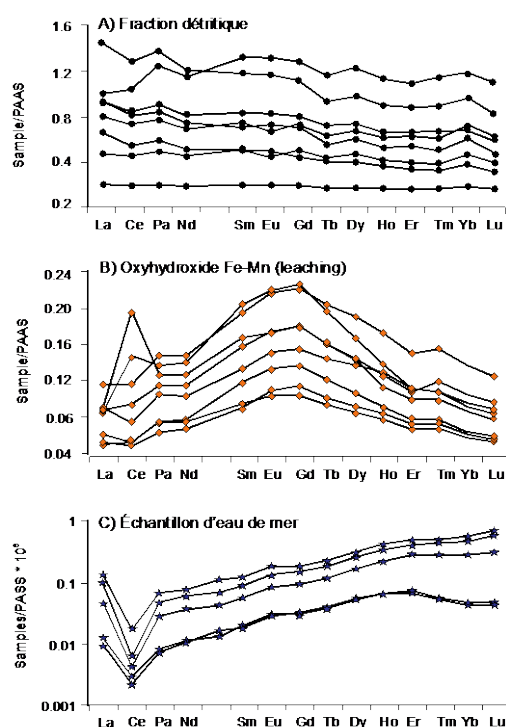 A) Fraction détritique
1.6
1.2
0.8
0.4
0.2
Sample/PAAS
La Ce Pa Nd Sm Eu Gd Tb Dy Ho Er Tm Yb Lu
B) Oxyhydroxide Fe-Mn (leaching)
0.24
0.20
0.16
0.12
0.06
0.04
Sample/PAAS
La Ce Pa Nd Sm Eu Gd Tb Dy Ho Er Tm Yb Lu
C) Échantillon d'eau de mer
1
0.1
0.01
0.001
Samples/PASS * 10⁶
La Ce Pa Nd Sm Eu Gd Tb Dy Ho Er Tm Yb Lu